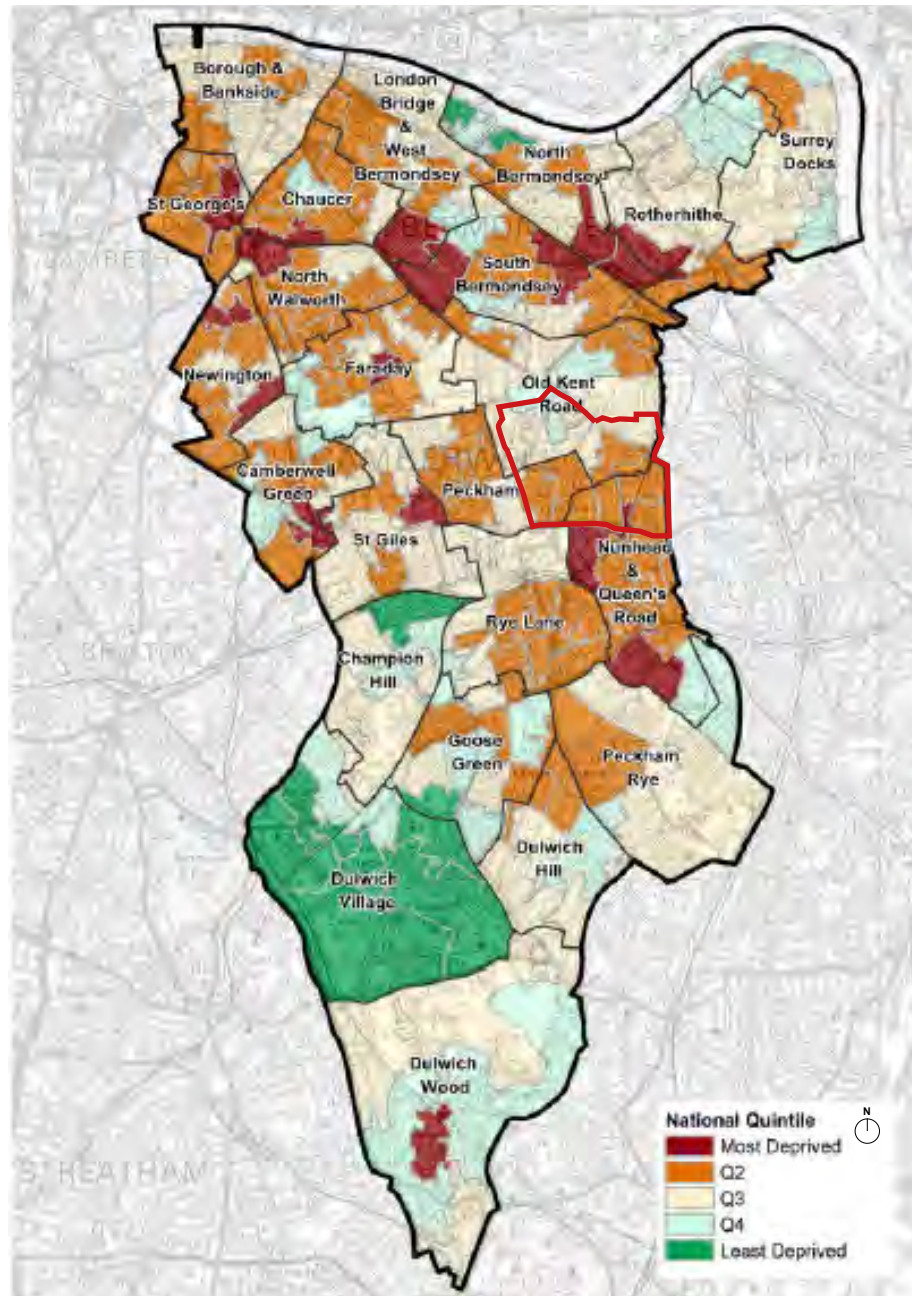 Borough &
Bankside
London
Bridge
&
West
Bermondsey
North
Bermondsey
Surrey
Docks
St George's
Chaucer
Rotherhithe
South
Bermondsey
North
Walworth
Newington
Faraday
Old Kent
Road
Camberwell
Green
Peckham
St Giles
Nunhead
&
Queen's
Road
Rye Lane
Champion
Hill
Goose
Green
Peckham
Rye
Dulwich
Hill
Dulwich
Village
Dulwich
Wood
National Quintile
N
Most Deprived
Q2
Q3
Q4
Least Deprived